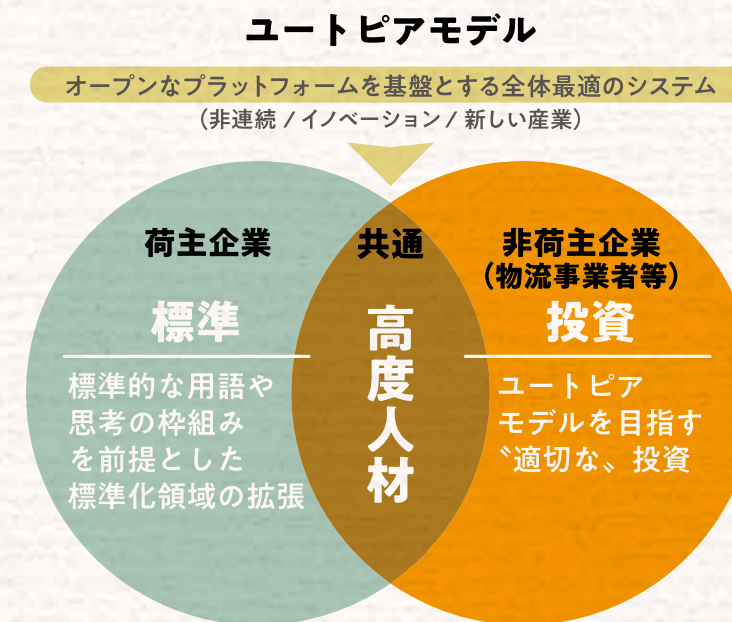 ユートピアモデル
オープンなプラットフォームを基盤とする全体最適のシステム
（非連続 / イノベーション / 新しい産業）
荷主企業
標準
標準的な用語や
思考の枠組み
を前提とした
標準化領域の拡張
共通
高度人材
非荷主企業
（物流事業者等）
投資
ユートピア
モデルを目指す
〝適切な〟投資